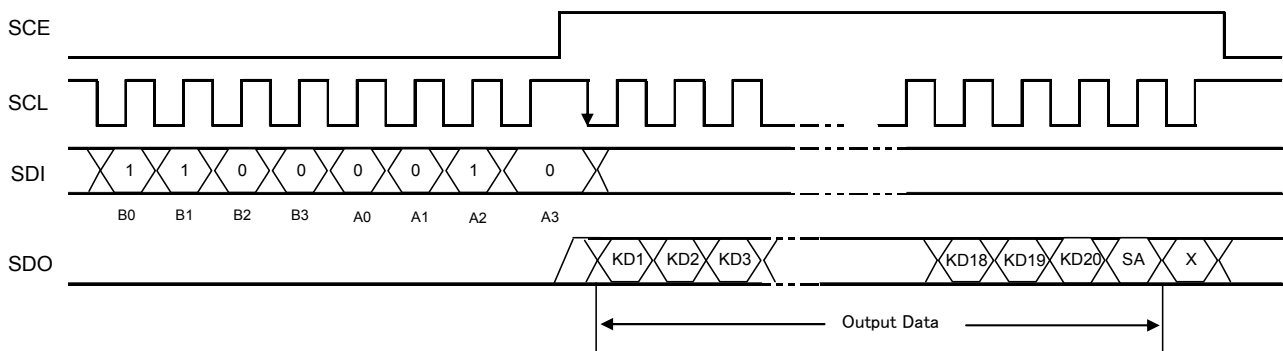 SCE
SCL
SDI 1 1 0 0 0 0 1 0
B0 B1 B2 B3 A0 A1 A2 A3
SDO KD1 KD2 KD3 KD18 KD19 KD20 SA X
Output Data